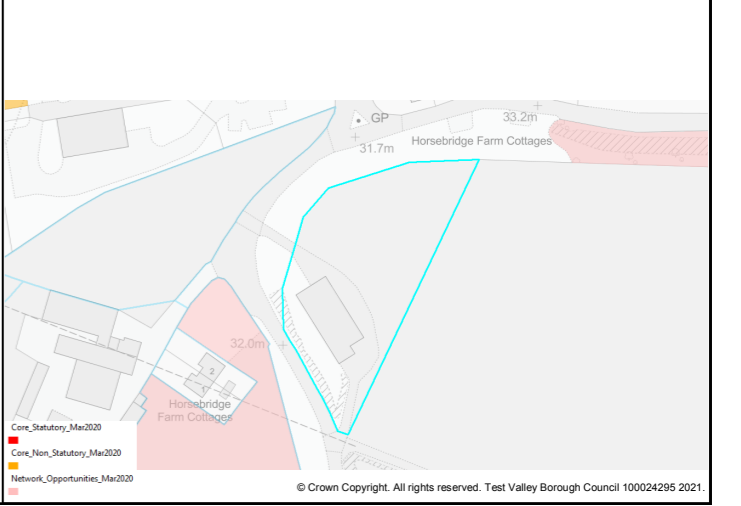 GP
33.2m
31.7m
Horsebridge Farm Cottages
32.0m
2
1
Horsebridge
Farm Cottages
Core_Statutory_Mar2020
Core_Non_Statutory_Mar2020
Network_Opportunities_Mar2020
© Crown Copyright. All rights reserved. Test Valley Borough Council 100024295 2021.